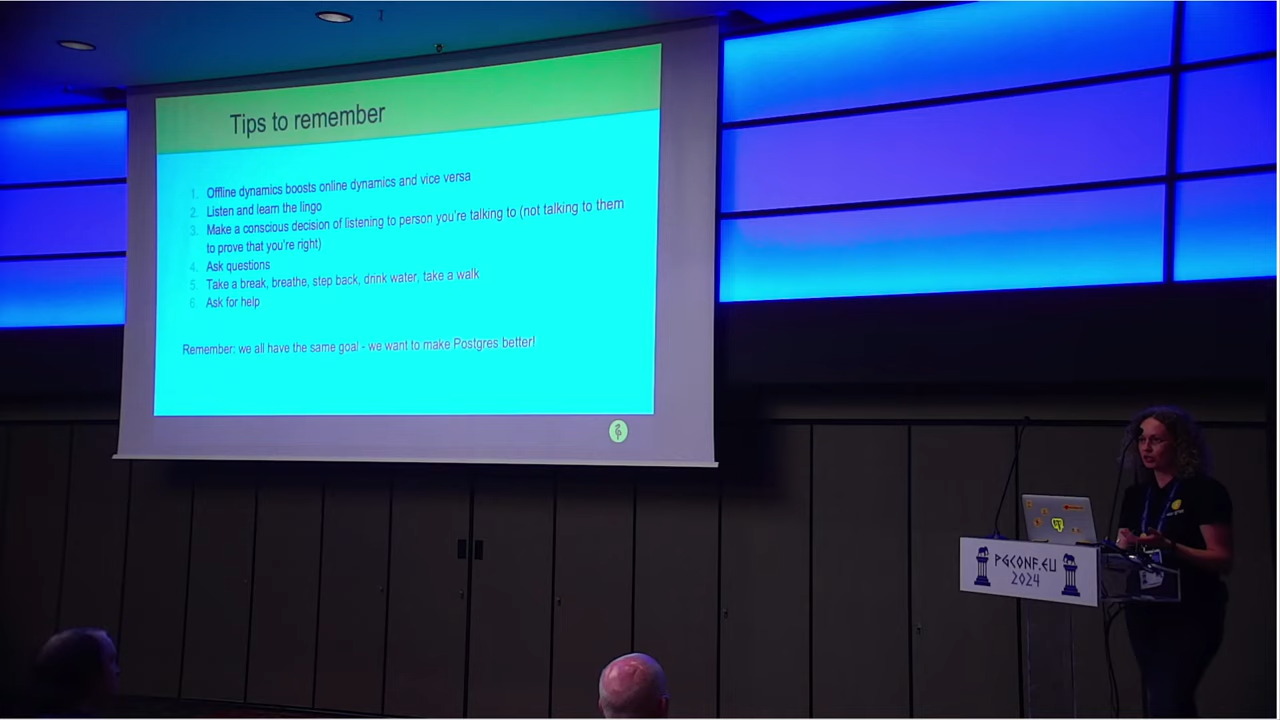 Tips to remember
1. Offline dynamics boosts online dynamics and vice versa
2. Listen and learn the lingo
3. Make a conscious decision of listening to person you're talking to (not talking to them
to prove that you're right)
4. Ask questions
5. Take a break, breathe, step back, drink water, take a walk
6. Ask for help
Remember: we all have the same goal - we want to make Postgres better!
PGCONF.EU
2024